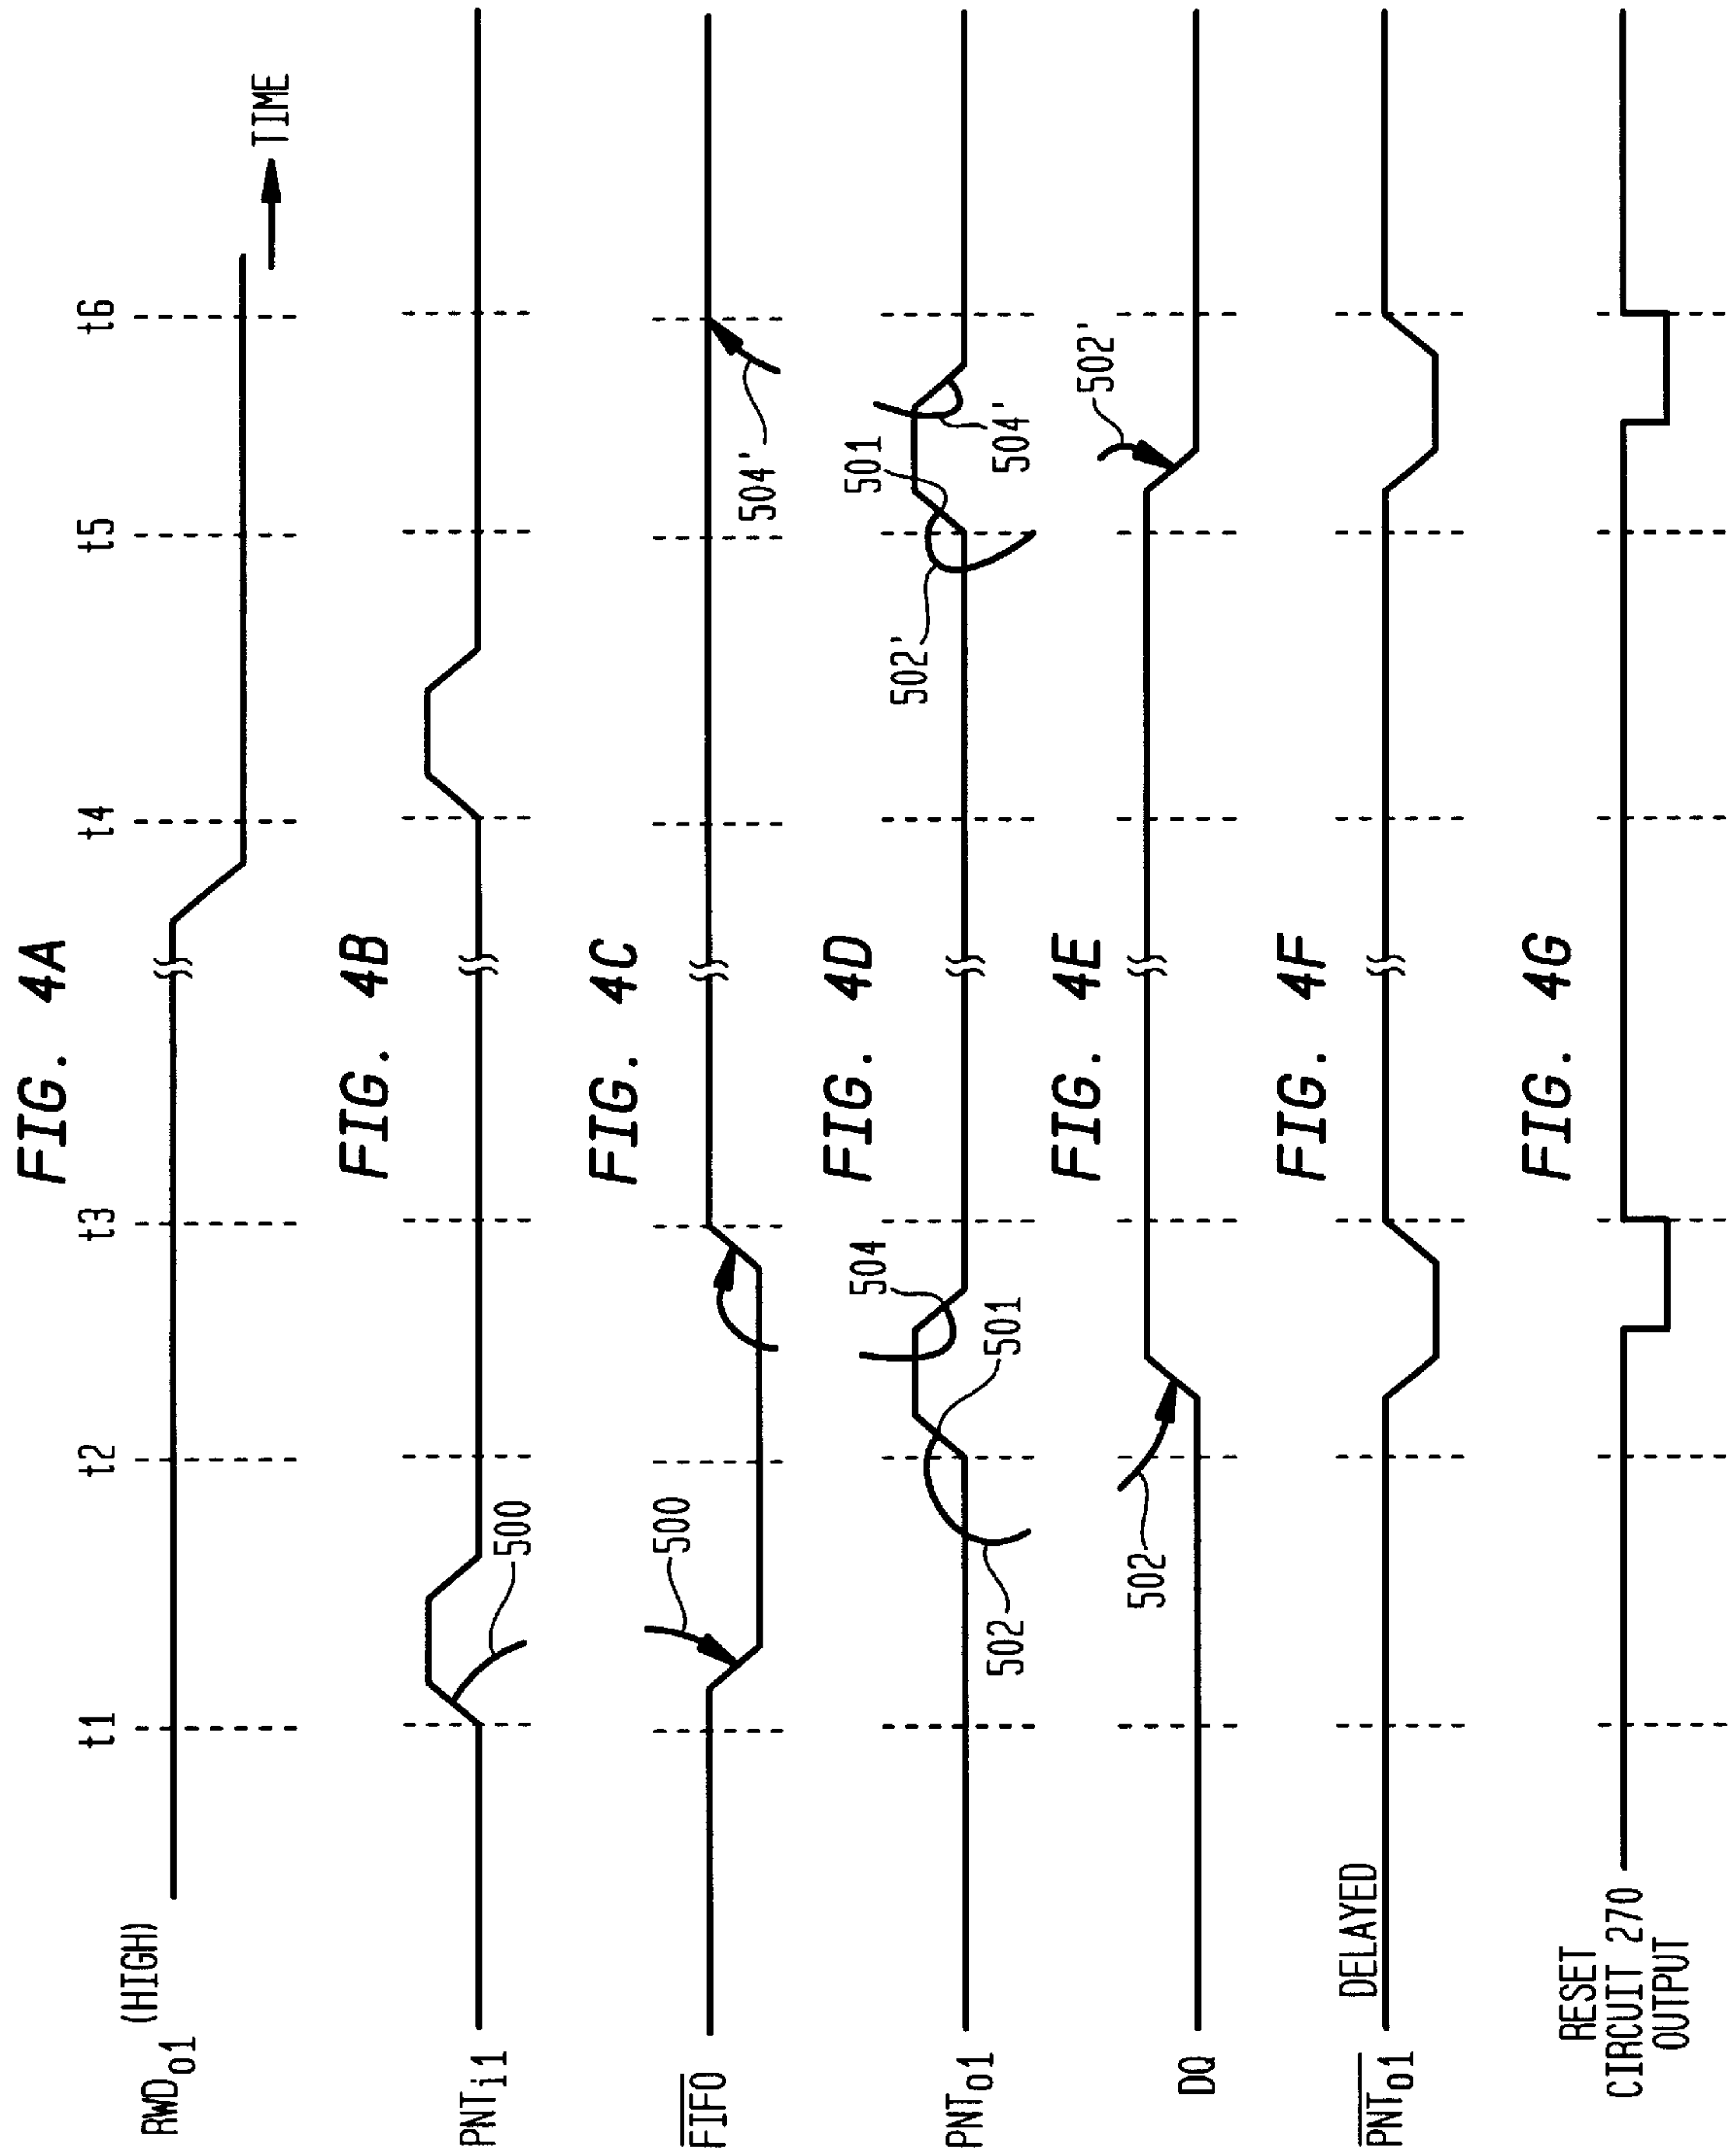 FIG. 4A
t1 t2 t3 t4 t5 t6
RWDo1 (HIGH)
TIME
FIG. 4B
PNTi1
500
FIG. 4C
F̅I̅F̅O̅
500
504'
FIG. 4D
PNTo1
502
501
504
502'
501
504'
FIG. 4E
DQ
502
502'
FIG. 4F
P̅N̅T̅o̅1̅ DELAYED
FIG. 4G
RESET
CIRCUIT 270
OUTPUT